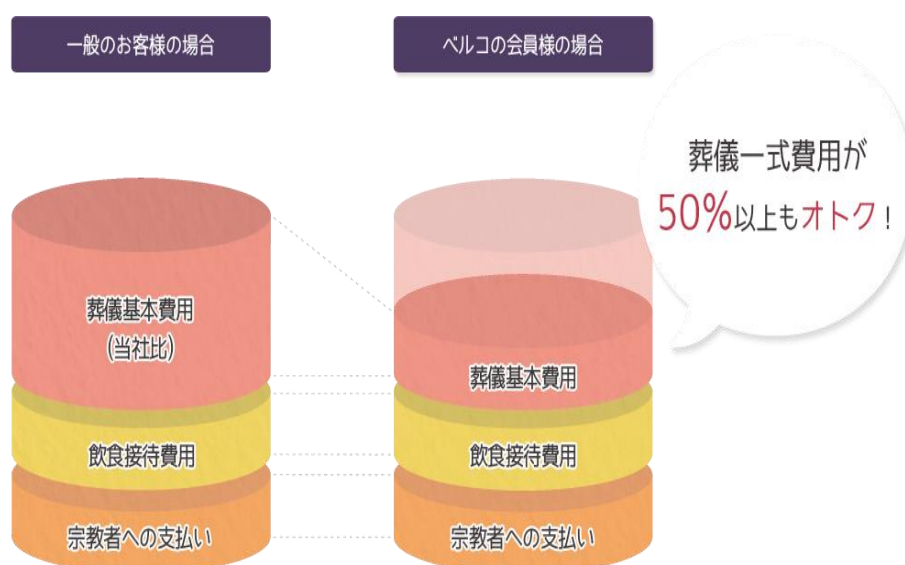 一般のお客様の場合
ベルコの会員様の場合
葬儀一式費用が
50%以上もオトク！
葬儀基本費用
(当社比)
葬儀基本費用
飲食接待費用
飲食接待費用
宗教者への支払い
宗教者への支払い